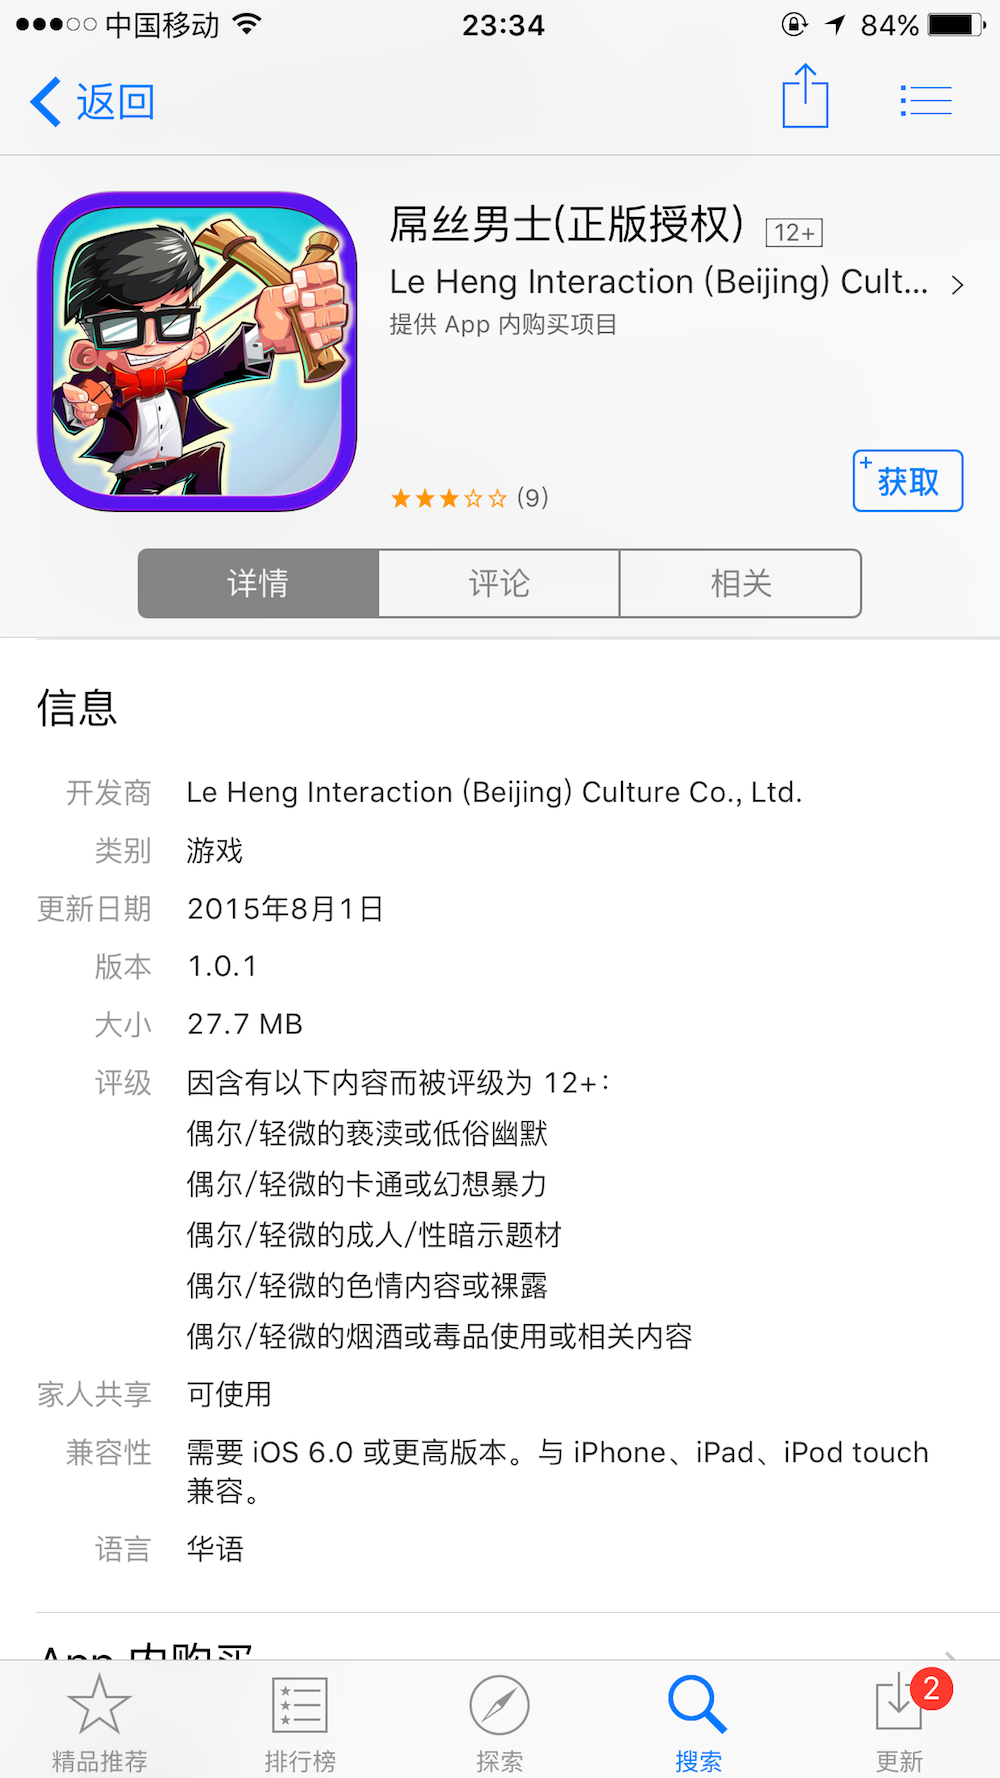 中国移动 23:34 84%
返回
屌丝男士(正版授权) 12+
Le Heng Interaction (Beijing) Cult...
提供 App 内购买项目
(9)
+获取
详情 评论 相关
信息
开发商 Le Heng Interaction (Beijing) Culture Co., Ltd.
类别 游戏
更新日期 2015年8月1日
版本 1.0.1
大小 27.7 MB
评级 因含有以下内容而被评级为 12+:
偶尔/轻微的亵渎或低俗幽默
偶尔/轻微的卡通或幻想暴力
偶尔/轻微的成人/性暗示题材
偶尔/轻微的色情内容或裸露
偶尔/轻微的烟酒或毒品使用或相关内容
家人共享 可使用
兼容性 需要 iOS 6.0 或更高版本。与 iPhone、iPad、iPod touch
兼容。
语言 华语
App 内购买
2
精品推荐 排行榜 探索 搜索 更新